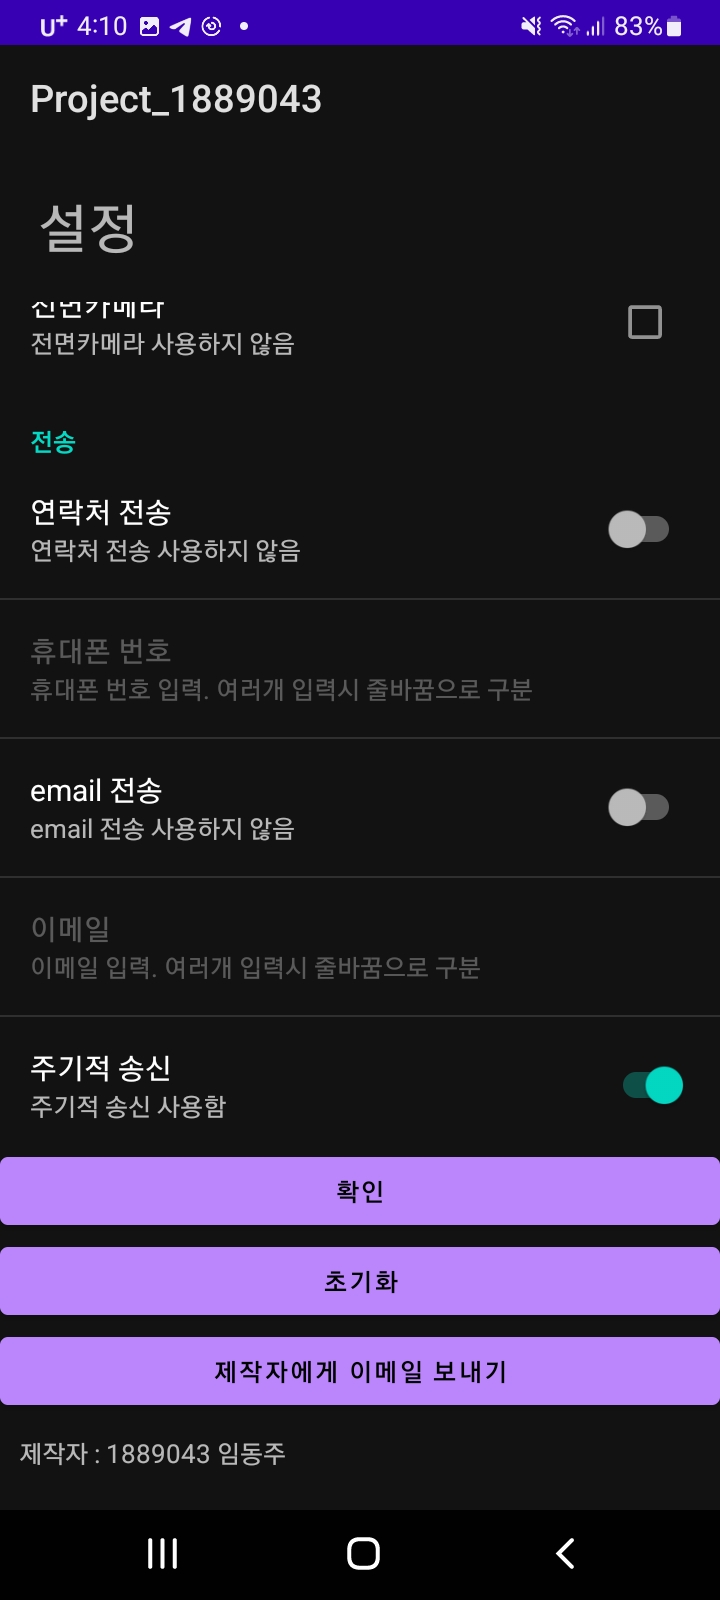 U+ 4:10 83%
Project_1889043
설정
전면카메라
전면카메라 사용하지 않음
전송
연락처 전송
연락처 전송 사용하지 않음
휴대폰 번호
휴대폰 번호 입력. 여러개 입력시 줄바꿈으로 구분
email 전송
email 전송 사용하지 않음
이메일
이메일 입력. 여러개 입력시 줄바꿈으로 구분
주기적 송신
주기적 송신 사용함
확인
초기화
제작자에게 이메일 보내기
제작자 : 1889043 임동주